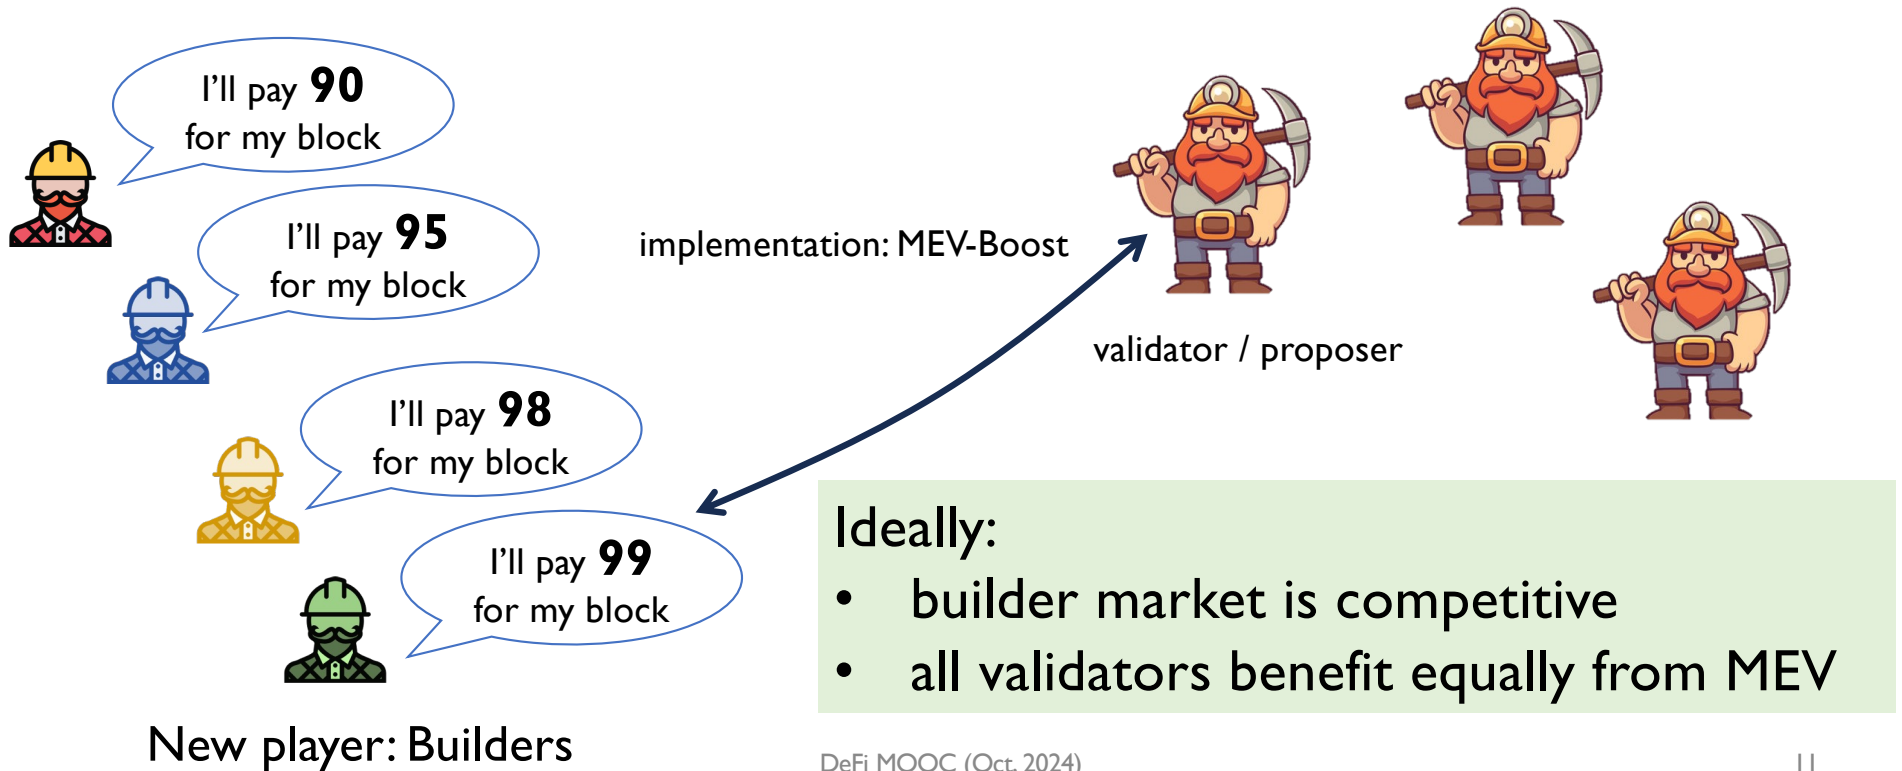 I'll pay 90
for my block
I'll pay 95
for my block
I'll pay 98
for my block
I'll pay 99
for my block
New player: Builders
implementation: MEV-Boost
validator / proposer
Ideally:
• builder market is competitive
• all validators benefit equally from MEV
DeFi MOOC (Oct. 2024)
11